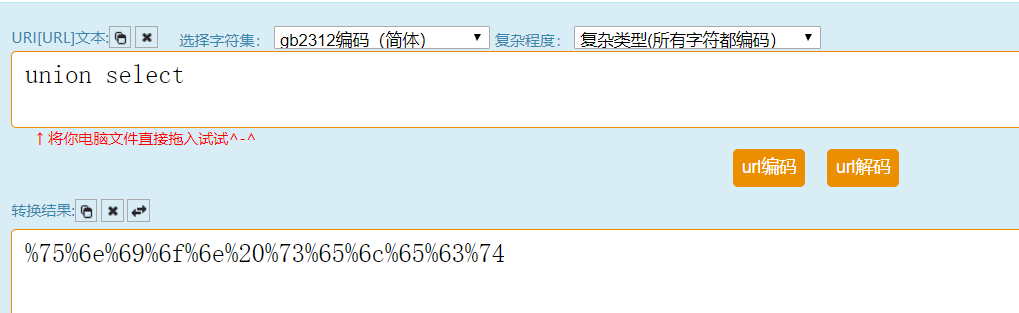 URI[URL]文本: 选择字符集： gb2312编码（简体） 复杂程度： 复杂类型(所有字符都编码）
union select
↑将你电脑文件直接拖入试试^-^
url编码 url解码
转换结果:
%75%6e%69%6f%6e%20%73%65%6c%65%63%74